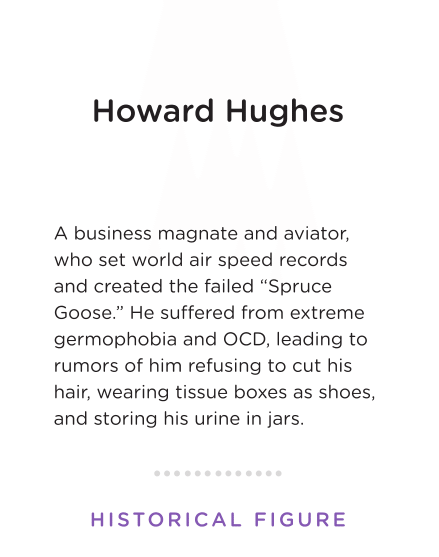 Howard Hughes
A business magnate and aviator,
who set world air speed records
and created the failed “Spruce
Goose.” He suffered from extreme
germophobia and OCD, leading to
rumors of him refusing to cut his
hair, wearing tissue boxes as shoes,
and storing his urine in jars.
HISTORICAL FIGURE